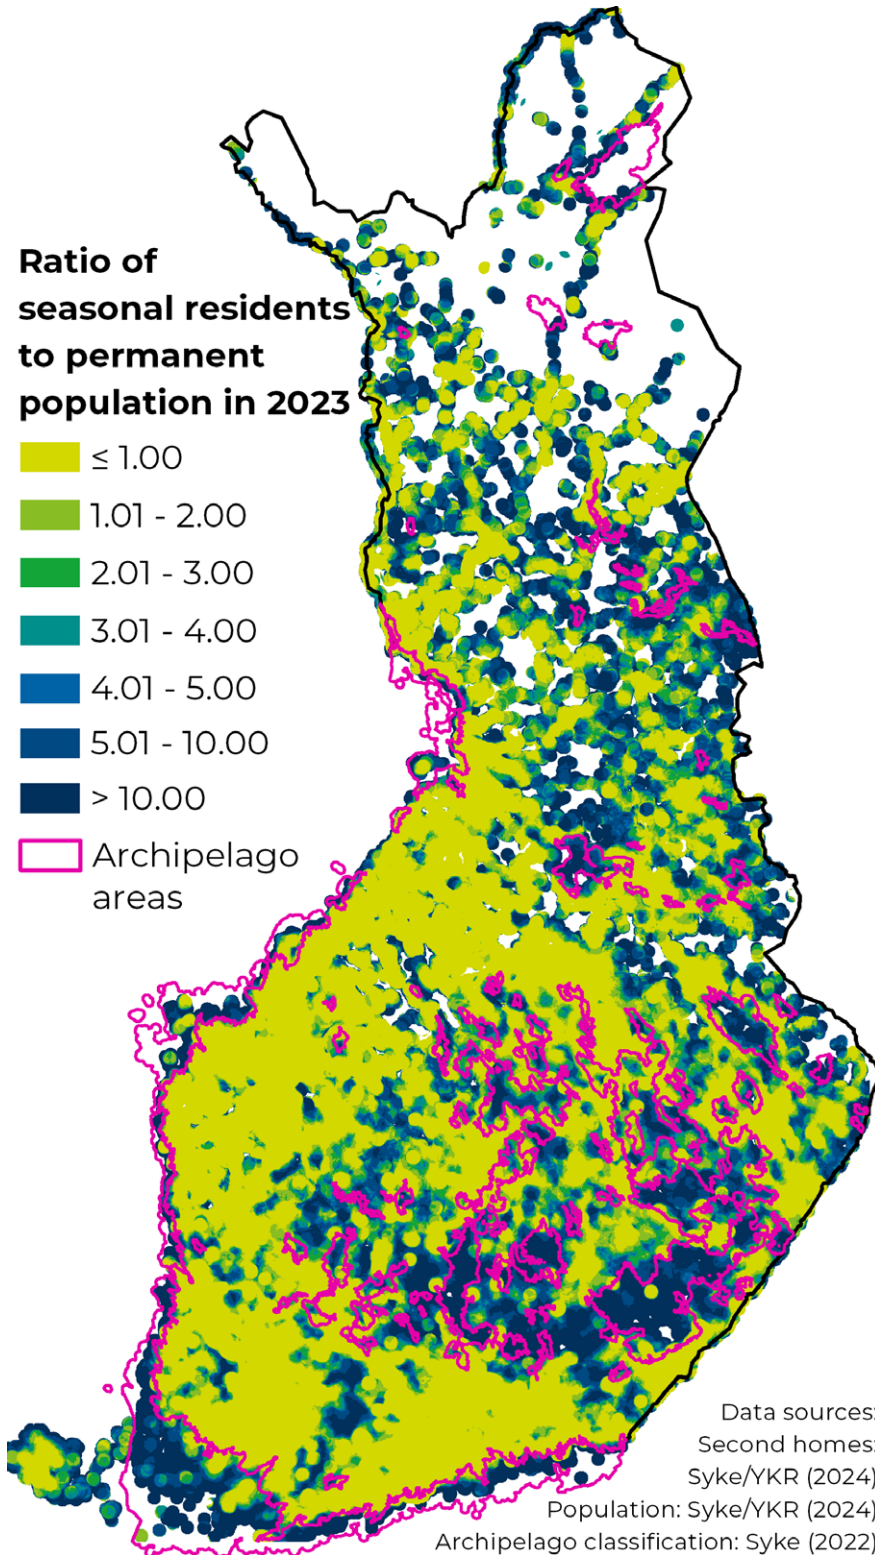 Ratio of
seasonal residents
to permanent
population in 2023
≤ 1.00
1.01 - 2.00
2.01 - 3.00
3.01 - 4.00
4.01 - 5.00
5.01 - 10.00
> 10.00
Archipelago
areas
Data sources:
Second homes:
Syke/YKR (2024)
Population: Syke/YKR (2024)
Archipelago classification: Syke (2022)